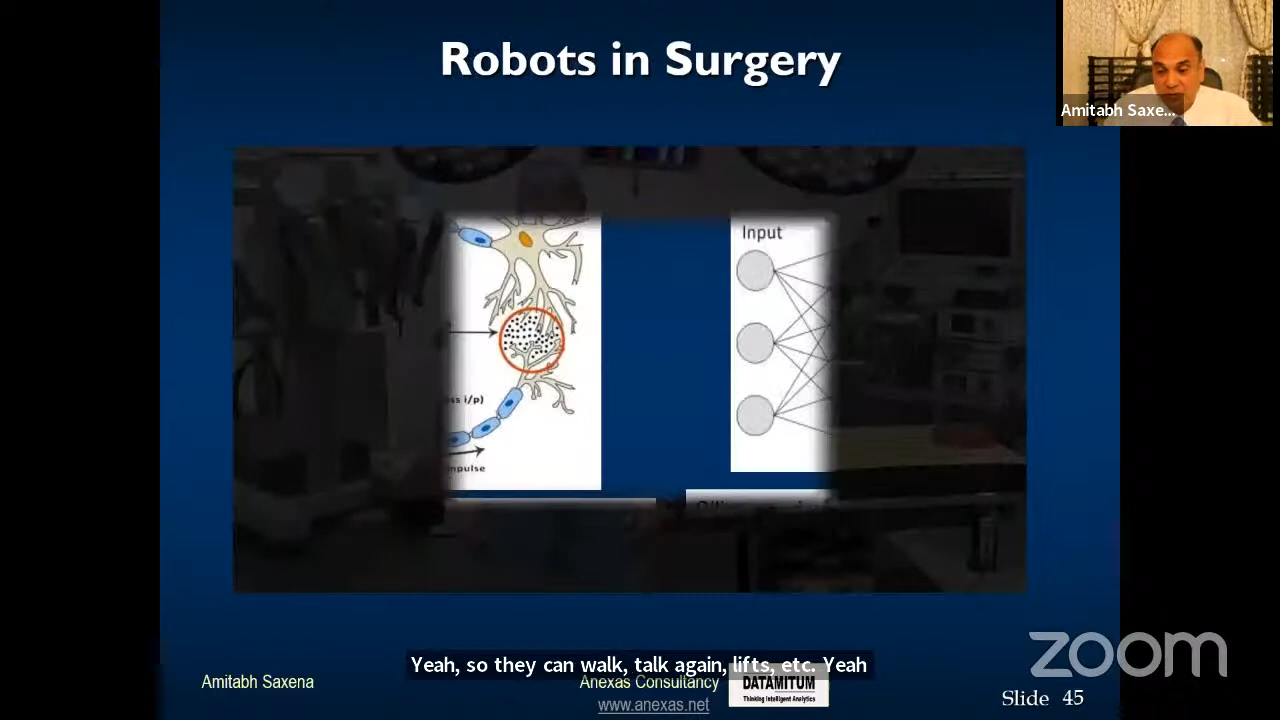 Robots in Surgery
Amitabh Saxe...
Input
ss i/p)
mpulse
Yeah, so they can walk, talk again, lifts, etc. Yeah
Amitabh Saxena
Anexas Consultancy
www.anexas.net
DATAMITUM
Thinking Intelligent Analytics
zoom
Slide 45